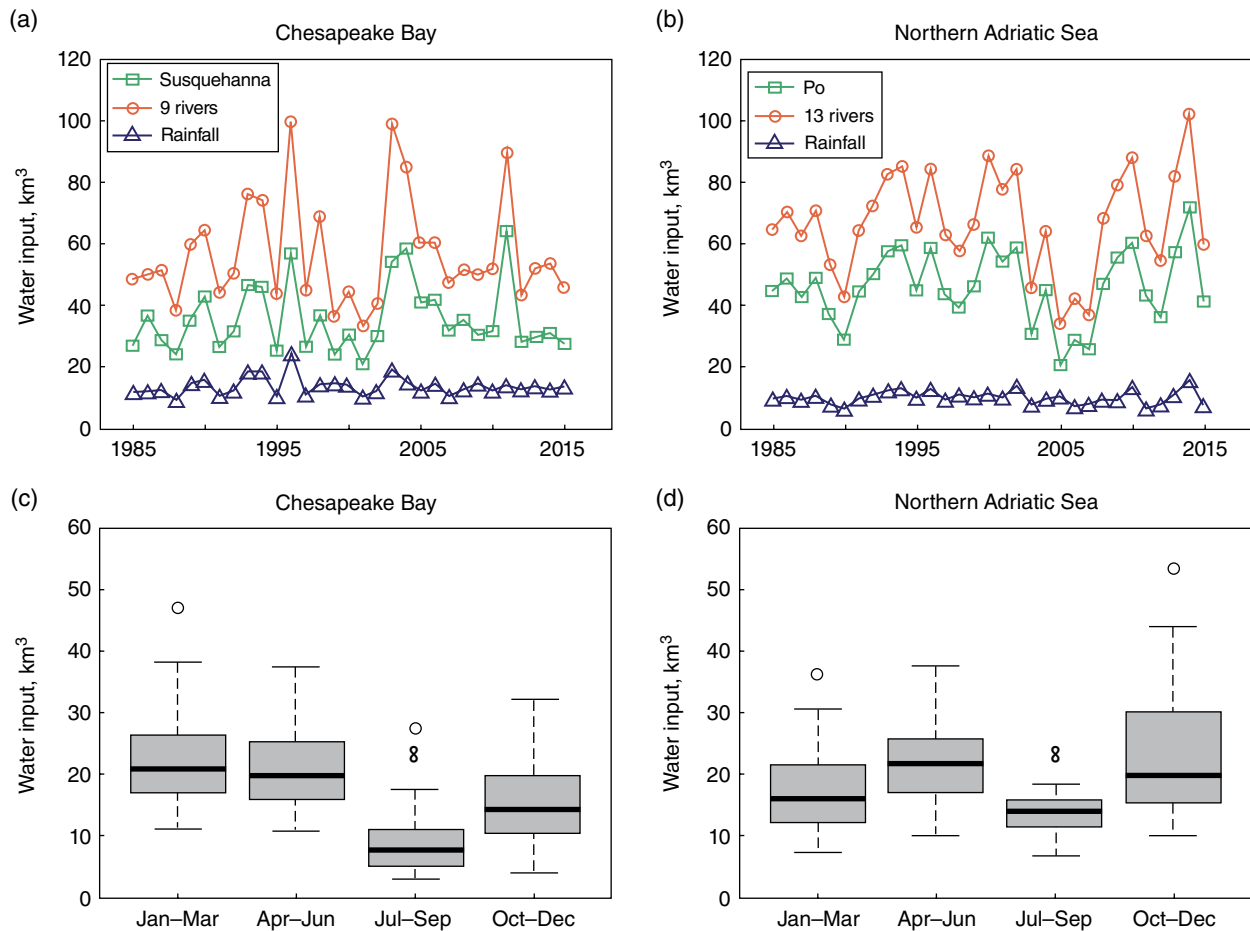 (a)
Chesapeake Bay
120
100
80
60
40
20
0
Water input, km³
Susquehanna
9 rivers
Rainfall
1985
1995
2005
2015
(b)
Northern Adriatic Sea
120
100
80
60
40
20
0
Water input, km³
Po
13 rivers
Rainfall
1985
1995
2005
2015
(c)
Chesapeake Bay
60
50
40
30
20
10
0
Water input, km³
Jan–Mar
Apr–Jun
Jul–Sep
Oct–Dec
(d)
Northern Adriatic Sea
60
50
40
30
20
10
0
Water input, km³
Jan–Mar
Apr–Jun
Jul–Sep
Oct–Dec